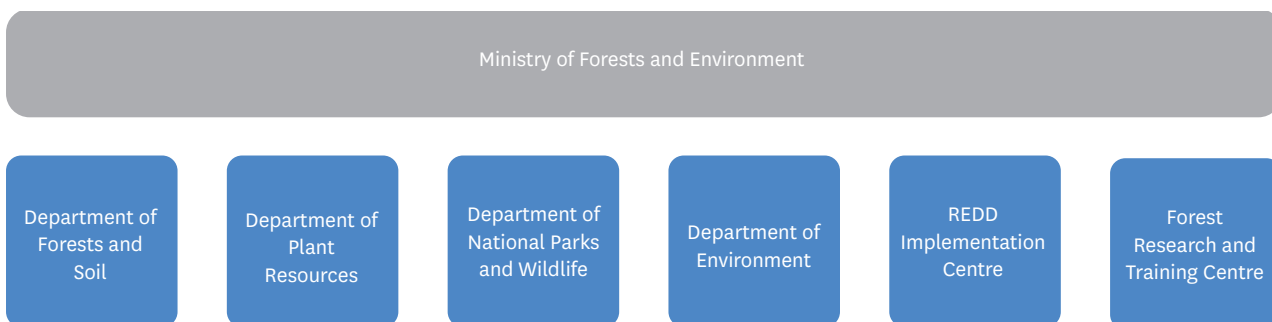 Ministry of Forests and Environment
Department of
Forests and
Soil
Department of
Plant
Resources
Department of
National Parks
and Wildlife
Department of
Environment
REDD
Implementation
Centre
Forest
Research and
Training Centre